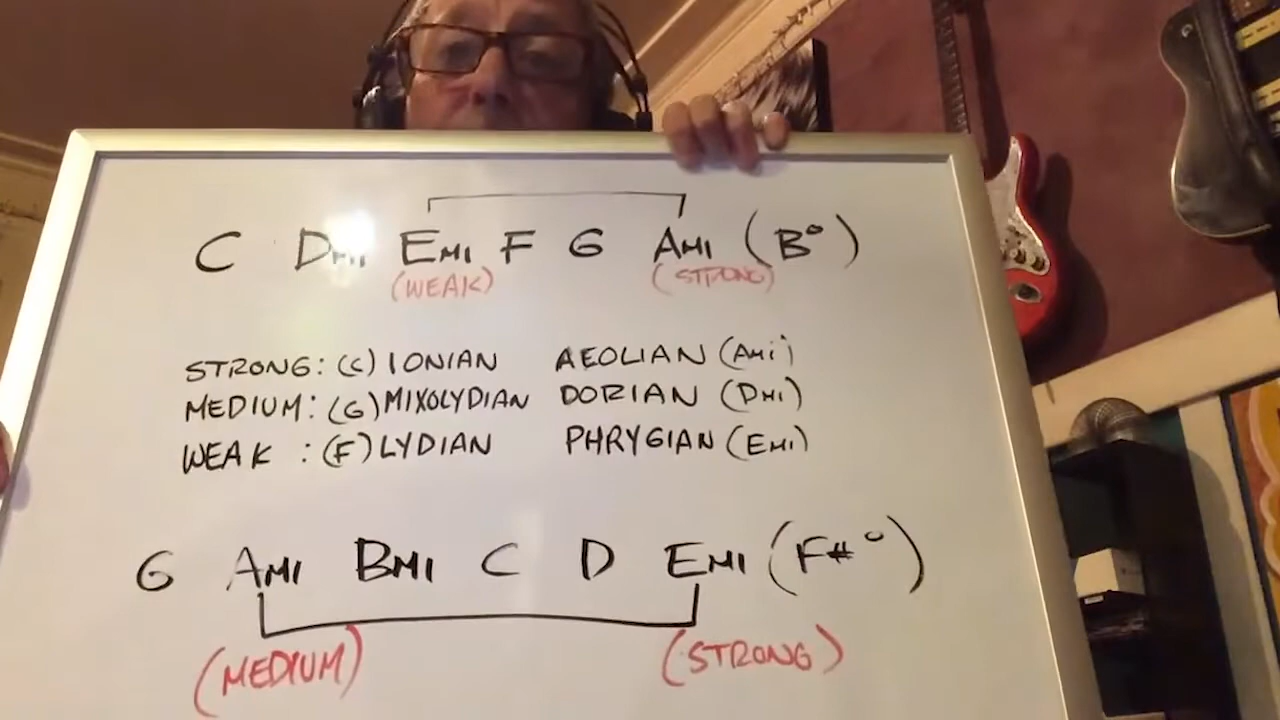 C DMI EMI F G AMI (B°)
(WEAK) (STRONG)
STRONG: (C) IONIAN AEOLIAN (AMi)
MEDIUM: (G) MIXOLYDIAN DORIAN (DMI)
WEAK : (F) LYDIAN PHRYGIAN (EMI)
G AMI BMI C D EMI (F#°)
(MEDIUM) (STRONG)